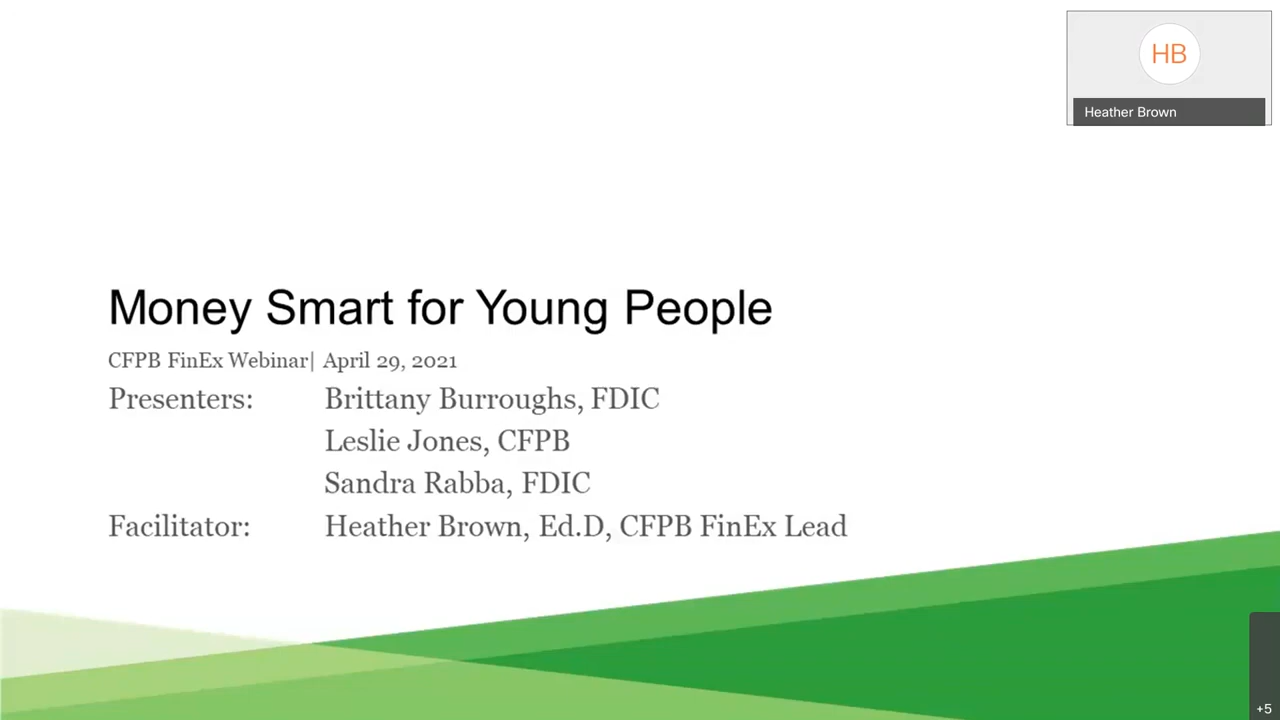 HB
Heather Brown
Money Smart for Young People
CFPB FinEx Webinar| April 29, 2021
Presenters: Brittany Burroughs, FDIC
Leslie Jones, CFPB
Sandra Rabba, FDIC
Facilitator: Heather Brown, Ed.D, CFPB FinEx Lead
+5